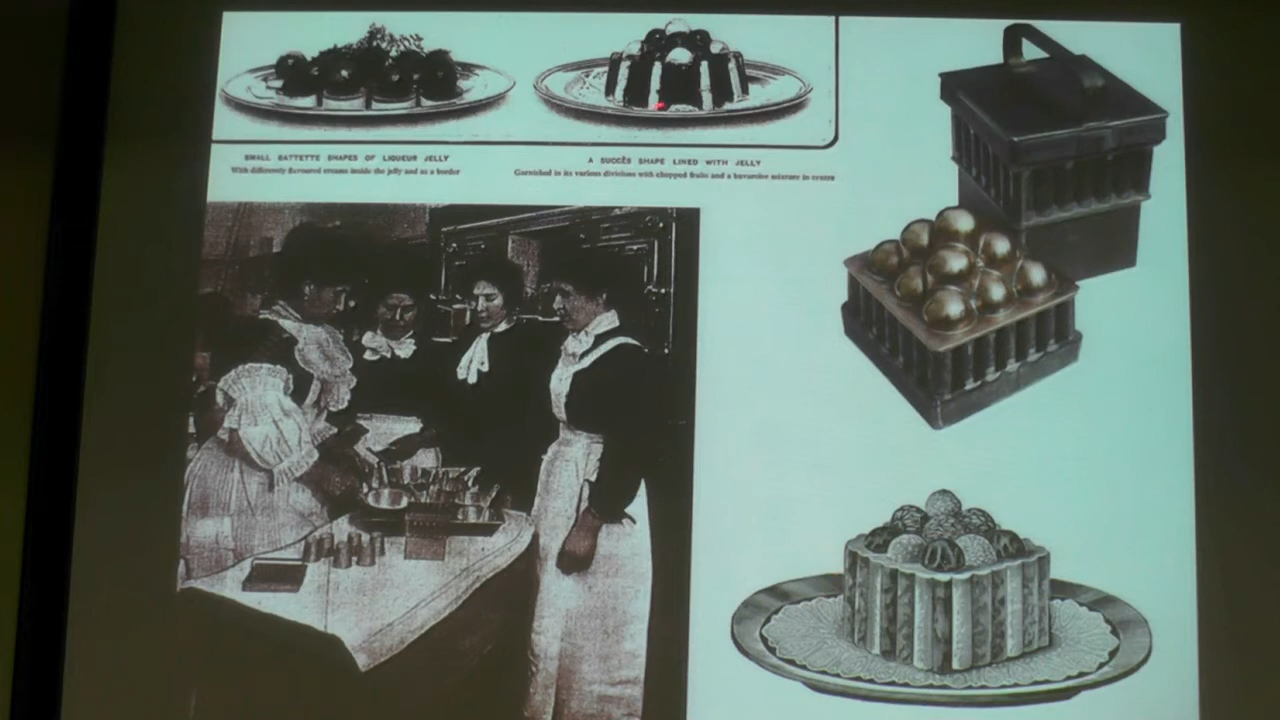 SMALL BATTETTE SHAPES OF LIQUEUR JELLY
With differently flavoured creams inside the jelly and as a border
A SUCCÈS SHAPE LINED WITH JELLY
Garnished in its various divisions with chopped fruits and a bavaroise mixture in centre